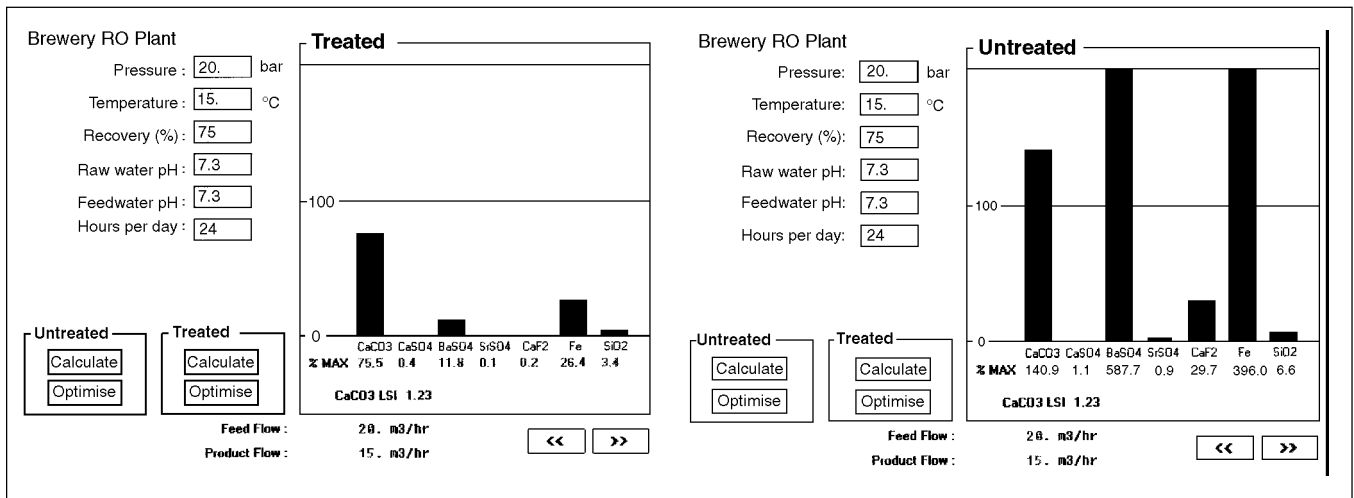 Brewery RO Plant
Pressure : 20. bar
Temperature : 15. °C
Recovery (%) : 75
Raw water pH : 7.3
Feedwater pH : 7.3
Hours per day : 24
Untreated
Calculate
Optimise
Treated
Calculate
Optimise
Treated
100
0
CaCO3 CaSO4 BaSO4 SrSO4 CaF2 Fe SiO2
% MAX 75.5 0.4 11.8 0.1 0.2 26.4 3.4
CaCO3 LSI 1.23
Feed Flow : 20. m3/hr
Product Flow : 15. m3/hr
<< >>
Brewery RO Plant
Pressure: 20. bar
Temperature: 15. °C
Recovery (%): 75
Raw water pH: 7.3
Feedwater pH: 7.3
Hours per day: 24
Untreated
Calculate
Optimise
Treated
Calculate
Optimise
Untreated
100
0
CaCO3 CaSO4 BaSO4 SrSO4 CaF2 Fe SiO2
% MAX 140.9 1.1 587.7 0.9 29.7 396.0 6.6
CaCO3 LSI 1.23
Feed Flow : 20. m3/hr
Product Flow : 15. m3/hr
<< >>